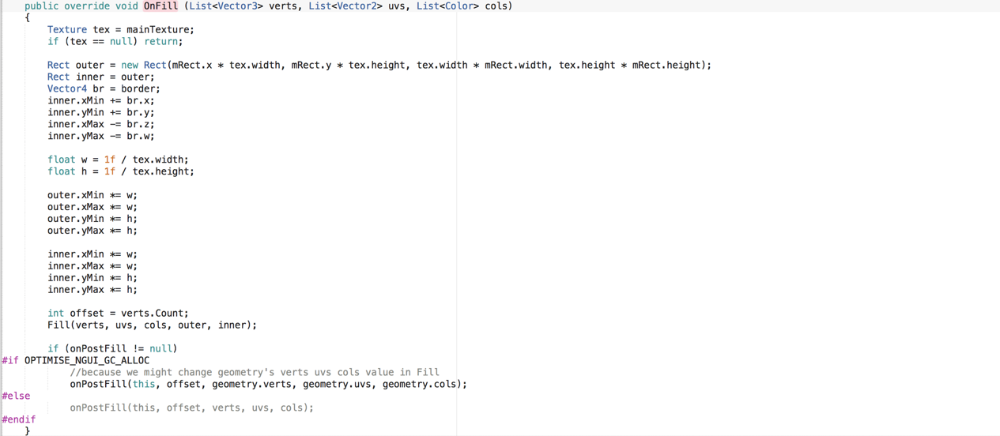 public override void OnFill (List<Vector3> verts, List<Vector2> uvs, List<Color> cols)
{
Texture tex = mainTexture;
if (tex == null) return;
Rect outer = new Rect(mRect.x * tex.width, mRect.y * tex.height, tex.width * mRect.width, tex.height * mRect.height);
Rect inner = outer;
Vector4 br = border;
inner.xMin += br.x;
inner.yMin += br.y;
inner.xMax -= br.z;
inner.yMax -= br.w;
float w = 1f / tex.width;
float h = 1f / tex.height;
outer.xMin *= w;
outer.xMax *= w;
outer.yMin *= h;
outer.yMax *= h;
inner.xMin *= w;
inner.xMax *= w;
inner.yMin *= h;
inner.yMax *= h;
int offset = verts.Count;
Fill(verts, uvs, cols, outer, inner);
if (onPostFill != null)
#if OPTIMISE_NGUI_GC_ALLOC
//because we might change geometry's verts uvs cols value in Fill
onPostFill(this, offset, geometry.verts, geometry.uvs, geometry.cols);
#else
onPostFill(this, offset, verts, uvs, cols);
#endif
}